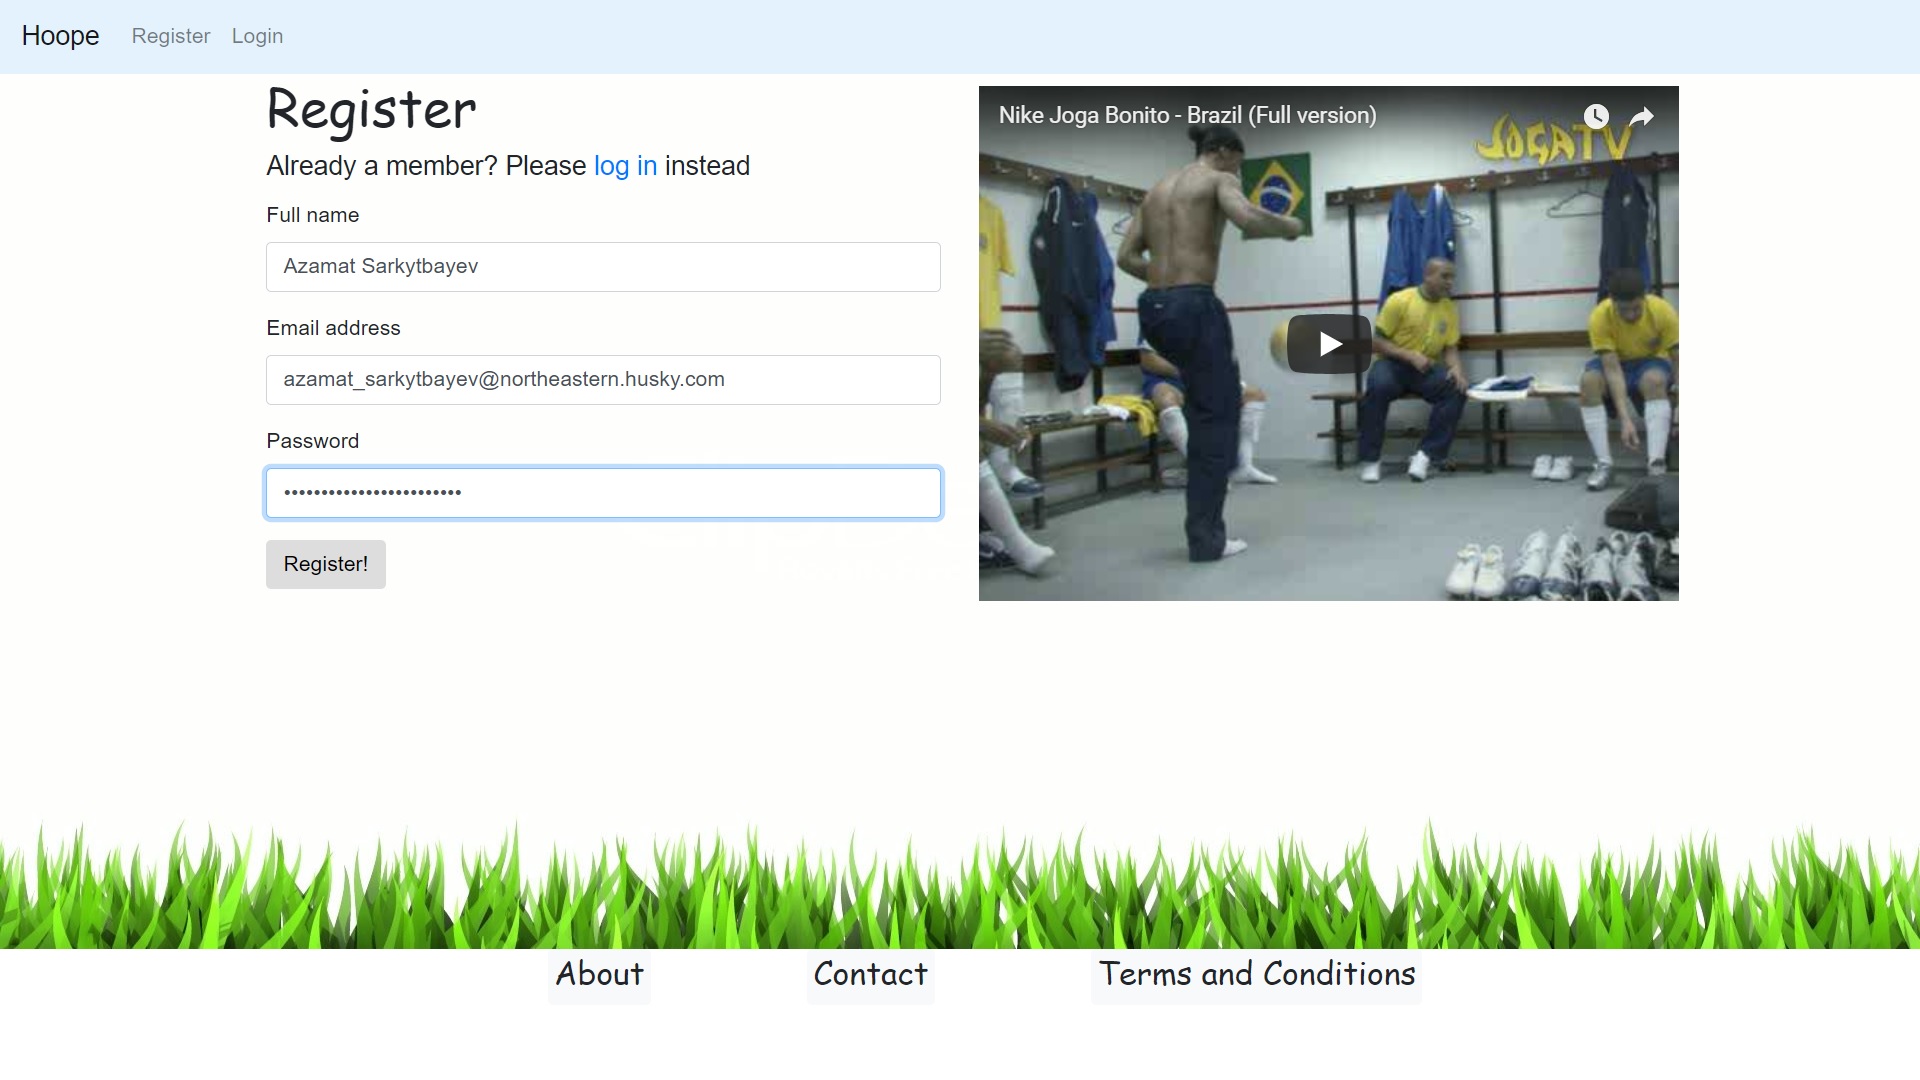 Hoope Register Login
Register
Already a member? Please log in instead
Full name
Azamat Sarkytbayev
Email address
azamat_sarkytbayev@northeastern.husky.com
Password
••••••••••••••••••••••••
Register!
Nike Joga Bonito - Brazil (Full version)
JOGATV
About Contact Terms and Conditions